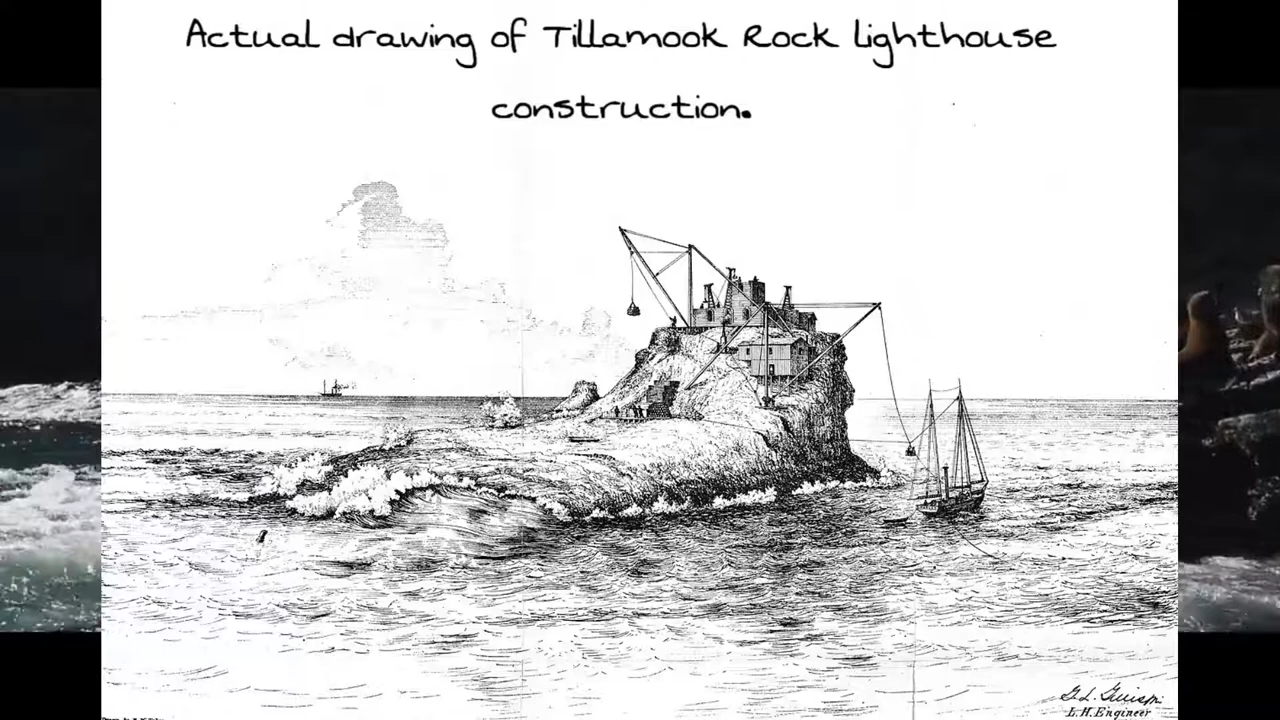 Actual drawing of Tillamook Rock lighthouse
construction.
L.H.Engineer